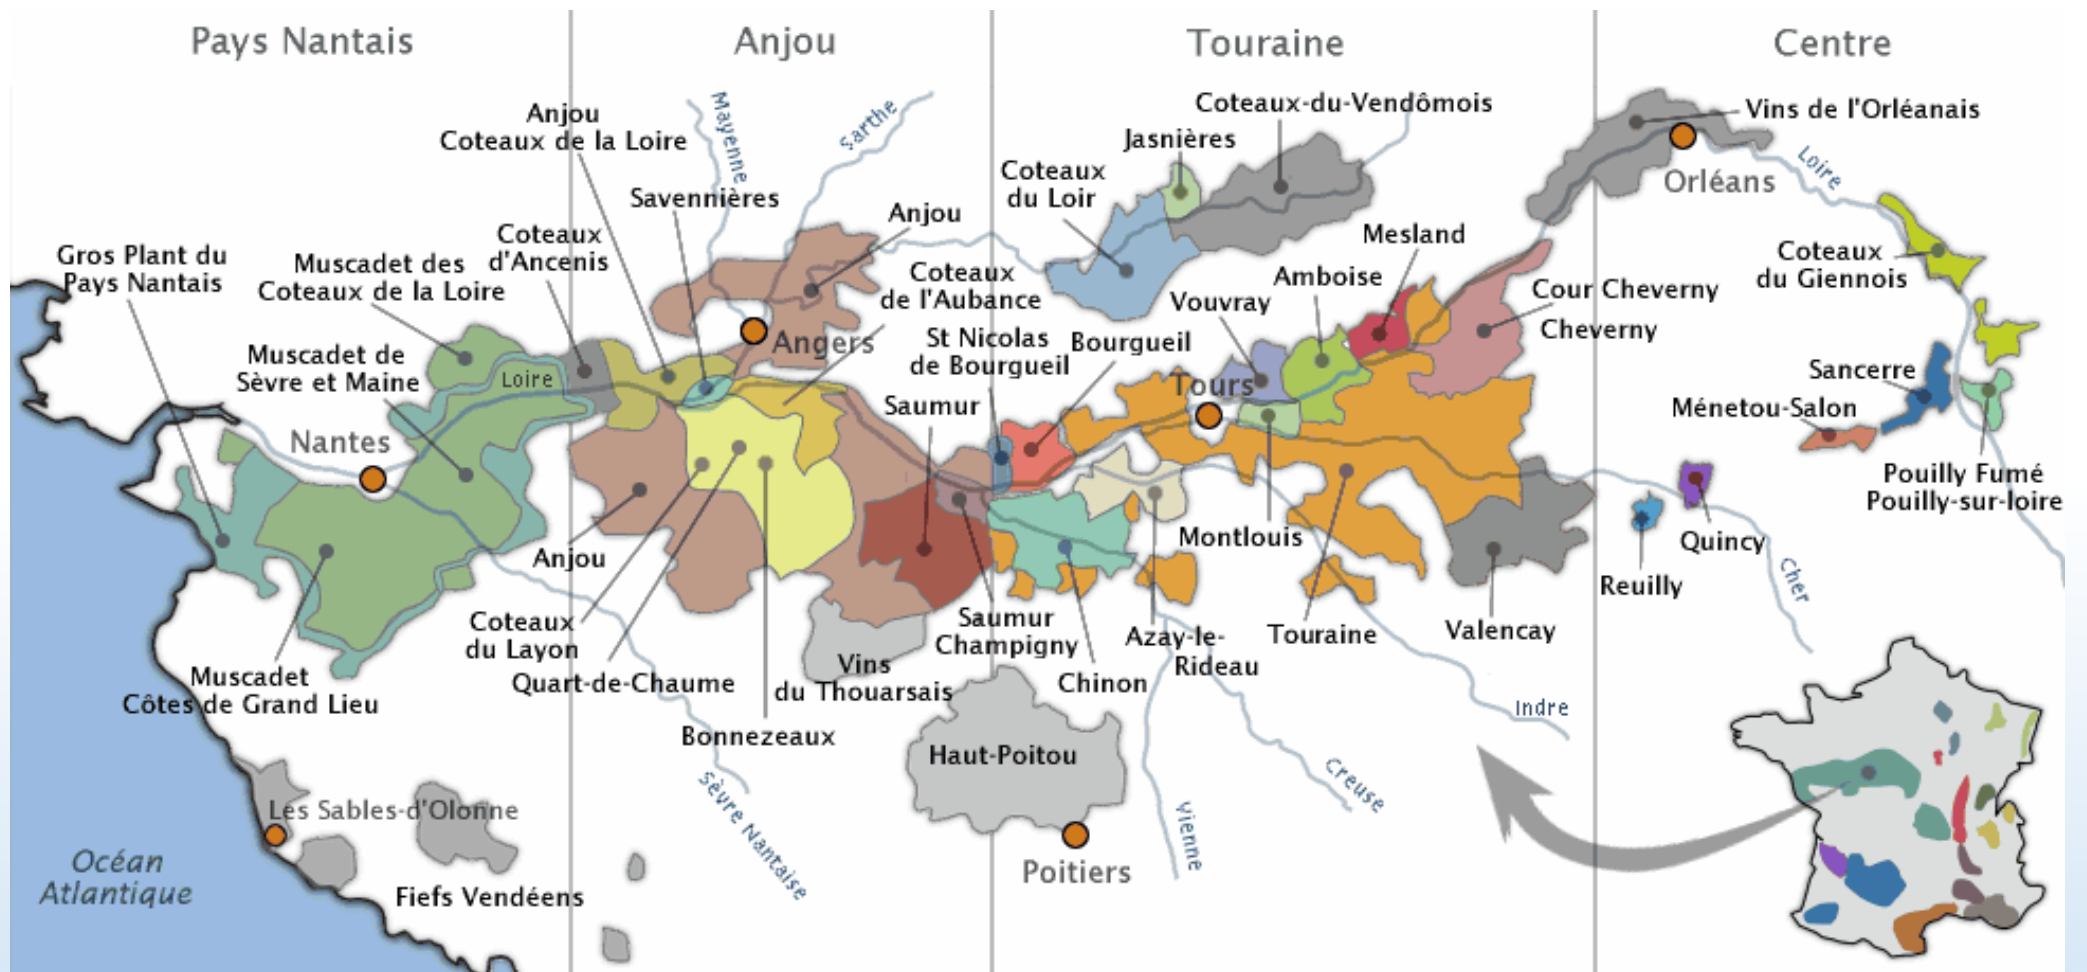 Pays Nantais
Anjou
Touraine
Centre
Mayenne
Sarthe
Anjou
Coteaux de la Loire
Savennières
Anjou
Coteaux
d'Ancenis
Gros Plant du
Pays Nantais
Muscadet des
Coteaux de la Loire
Coteaux
de l'Aubance
Muscadet de
Sèvre et Maine
Loire
Angers
St Nicolas
de Bourgueil
Bourgueil
Saumur
Nantes
Anjou
Coteaux
du Layon
Quart-de-Chaume
Bonnezeaux
Muscadet
Côtes de Grand Lieu
Vins
du Thouarsais
Saumur
Champigny
Haut-Poitou
Poitiers
Les Sables-d'Olonne
Fiefs Vendéens
Océan
Atlantique
Sèvre Nantaise
Coteaux-du-Vendômois
Jasnières
Coteaux
du Loir
Mesland
Amboise
Vouvray
Cour Cheverny
Cheverny
Tours
Montlouis
Chinon
Azay-le-
Rideau
Touraine
Valencay
Indre
Creuse
Vienne
Vins de l'Orléanais
Orléans
Loire
Coteaux
du Giennois
Sancerre
Ménetou-Salon
Pouilly Fumé
Pouilly-sur-loire
Quincy
Reuilly
Cher